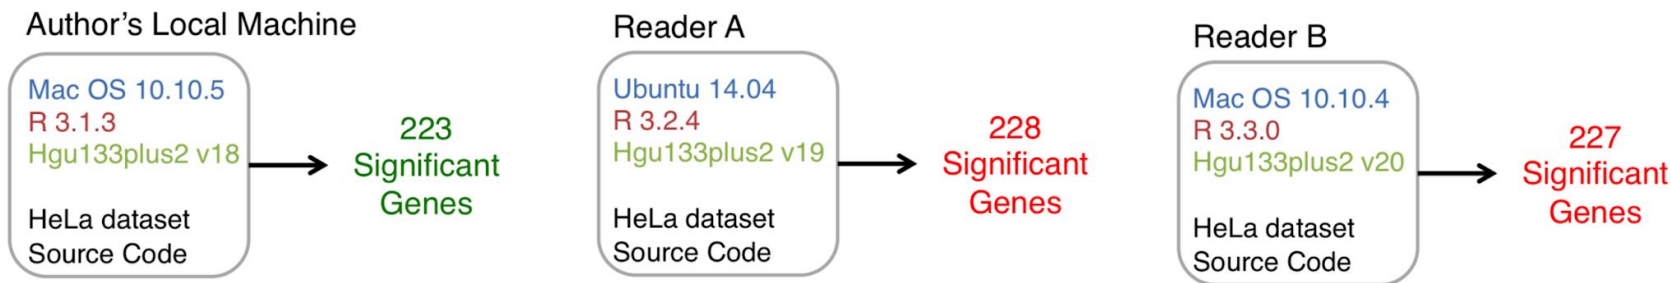 Author's Local Machine
Mac OS 10.10.5
R 3.1.3
Hgu133plus2 v18
HeLa dataset
Source Code
223
Significant
Genes
Reader A
Ubuntu 14.04
R 3.2.4
Hgu133plus2 v19
HeLa dataset
Source Code
228
Significant
Genes
Reader B
Mac OS 10.10.4
R 3.3.0
Hgu133plus2 v20
HeLa dataset
Source Code
227
Significant
Genes